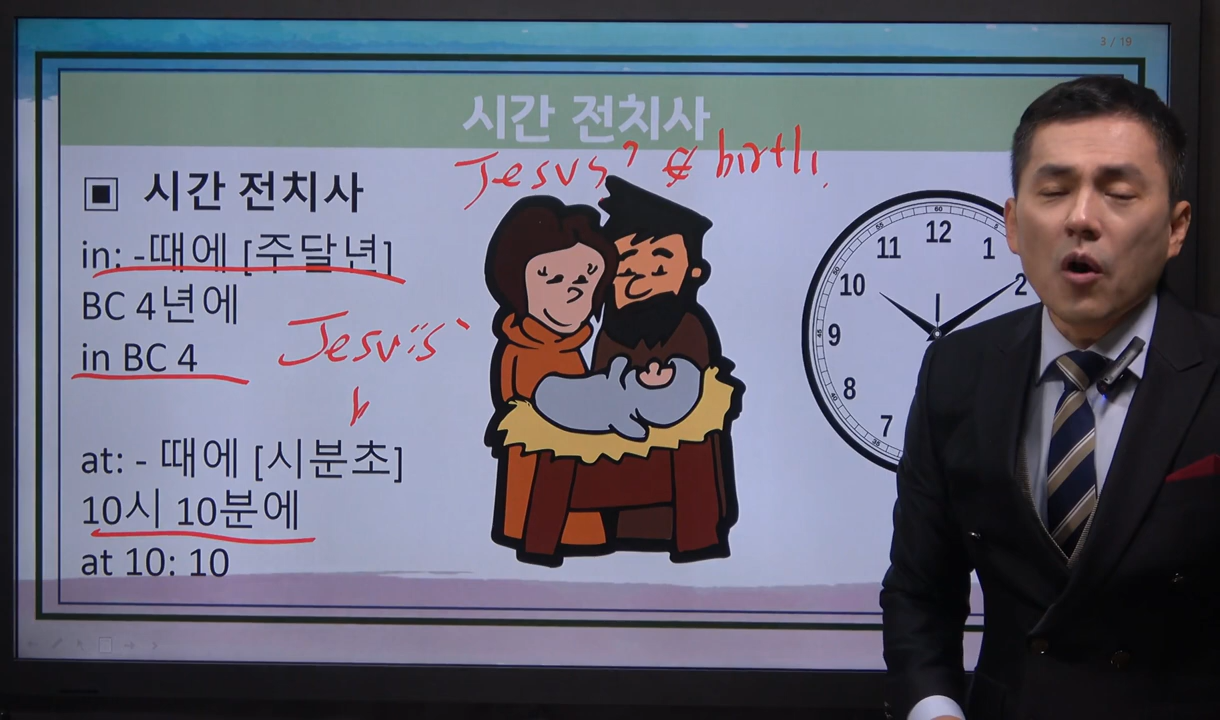 3 / 19
시간 전치사
Jesus' birth
▣ 시간 전치사
in: -때에 [주달년]
BC 4년에
in BC 4
Jesus'
b
at: - 때에 [시분초]
10시 10분에
at 10: 10
60
12
11
1
10
2
9
8
7